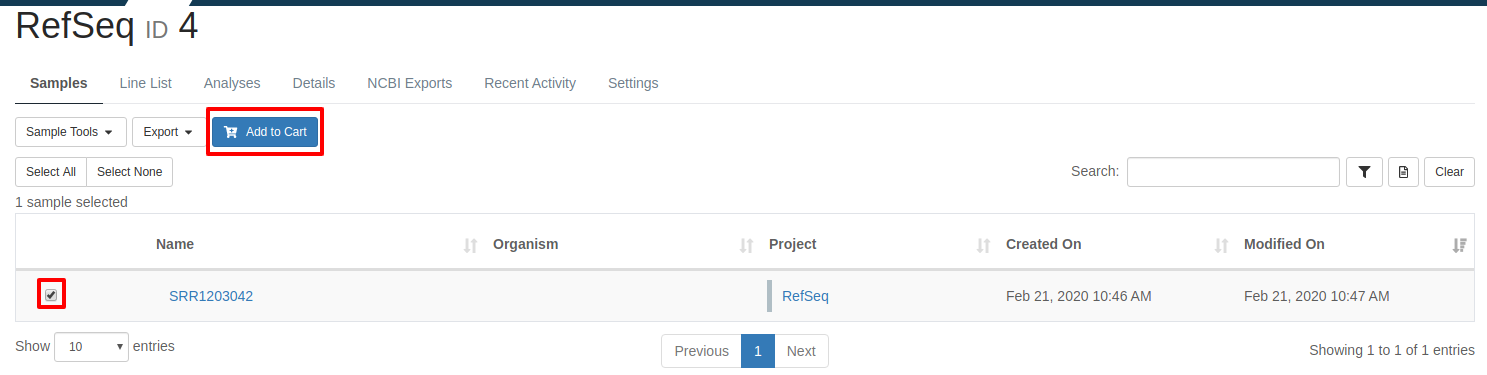 RefSeq ID 4
Samples Line List Analyses Details NCBI Exports Recent Activity Settings
Sample Tools Export Add to Cart
Select All Select None Search: Clear
1 sample selected
Name Organism Project Created On Modified On
SRR1203042 RefSeq Feb 21, 2020 10:46 AM Feb 21, 2020 10:47 AM
Show 10 entries Previous 1 Next Showing 1 to 1 of 1 entries